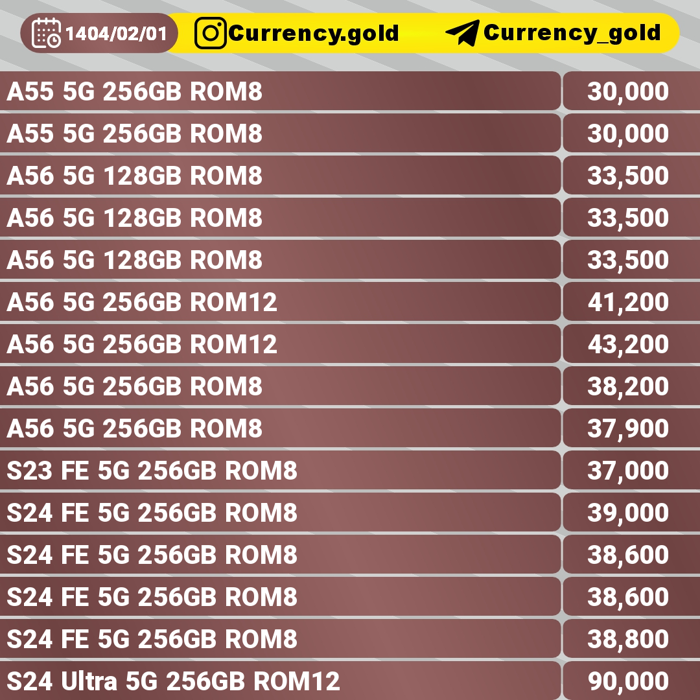 1404/02/01 Currency.gold Currency_gold
A55 5G 256GB ROM8 30,000
A55 5G 256GB ROM8 30,000
A56 5G 128GB ROM8 33,500
A56 5G 128GB ROM8 33,500
A56 5G 128GB ROM8 33,500
A56 5G 256GB ROM12 41,200
A56 5G 256GB ROM12 43,200
A56 5G 256GB ROM8 38,200
A56 5G 256GB ROM8 37,900
S23 FE 5G 256GB ROM8 37,000
S24 FE 5G 256GB ROM8 39,000
S24 FE 5G 256GB ROM8 38,600
S24 FE 5G 256GB ROM8 38,600
S24 FE 5G 256GB ROM8 38,800
S24 Ultra 5G 256GB ROM12 90,000